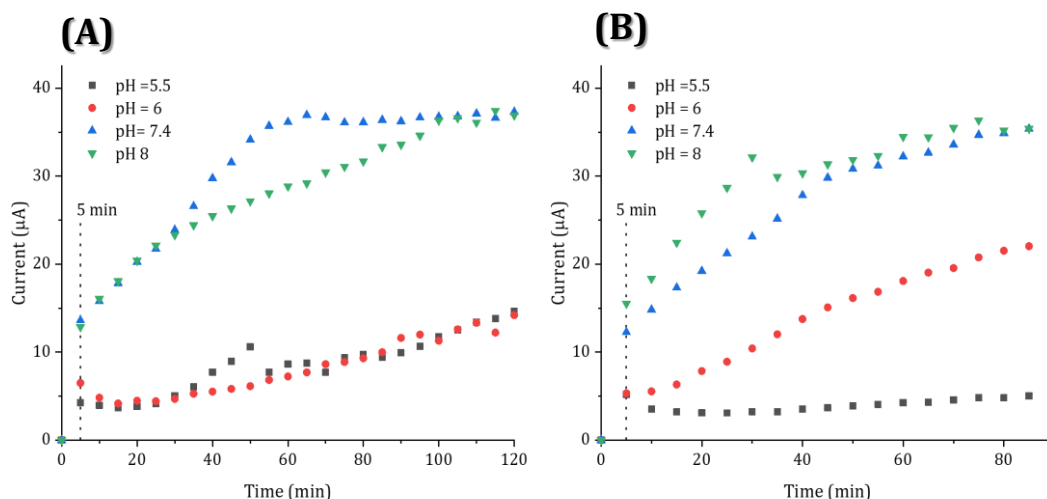 (A)
40
30
20
10
0
Current (μA)
pH =5.5
pH = 6
pH= 7.4
pH 8
5 min
0 20 40 60 80 100 120
Time (min)
(B)
40
30
20
10
0
Current (μA)
pH =5.5
pH = 6
pH = 7.4
pH = 8
5 min
0 20 40 60 80
Time (min)